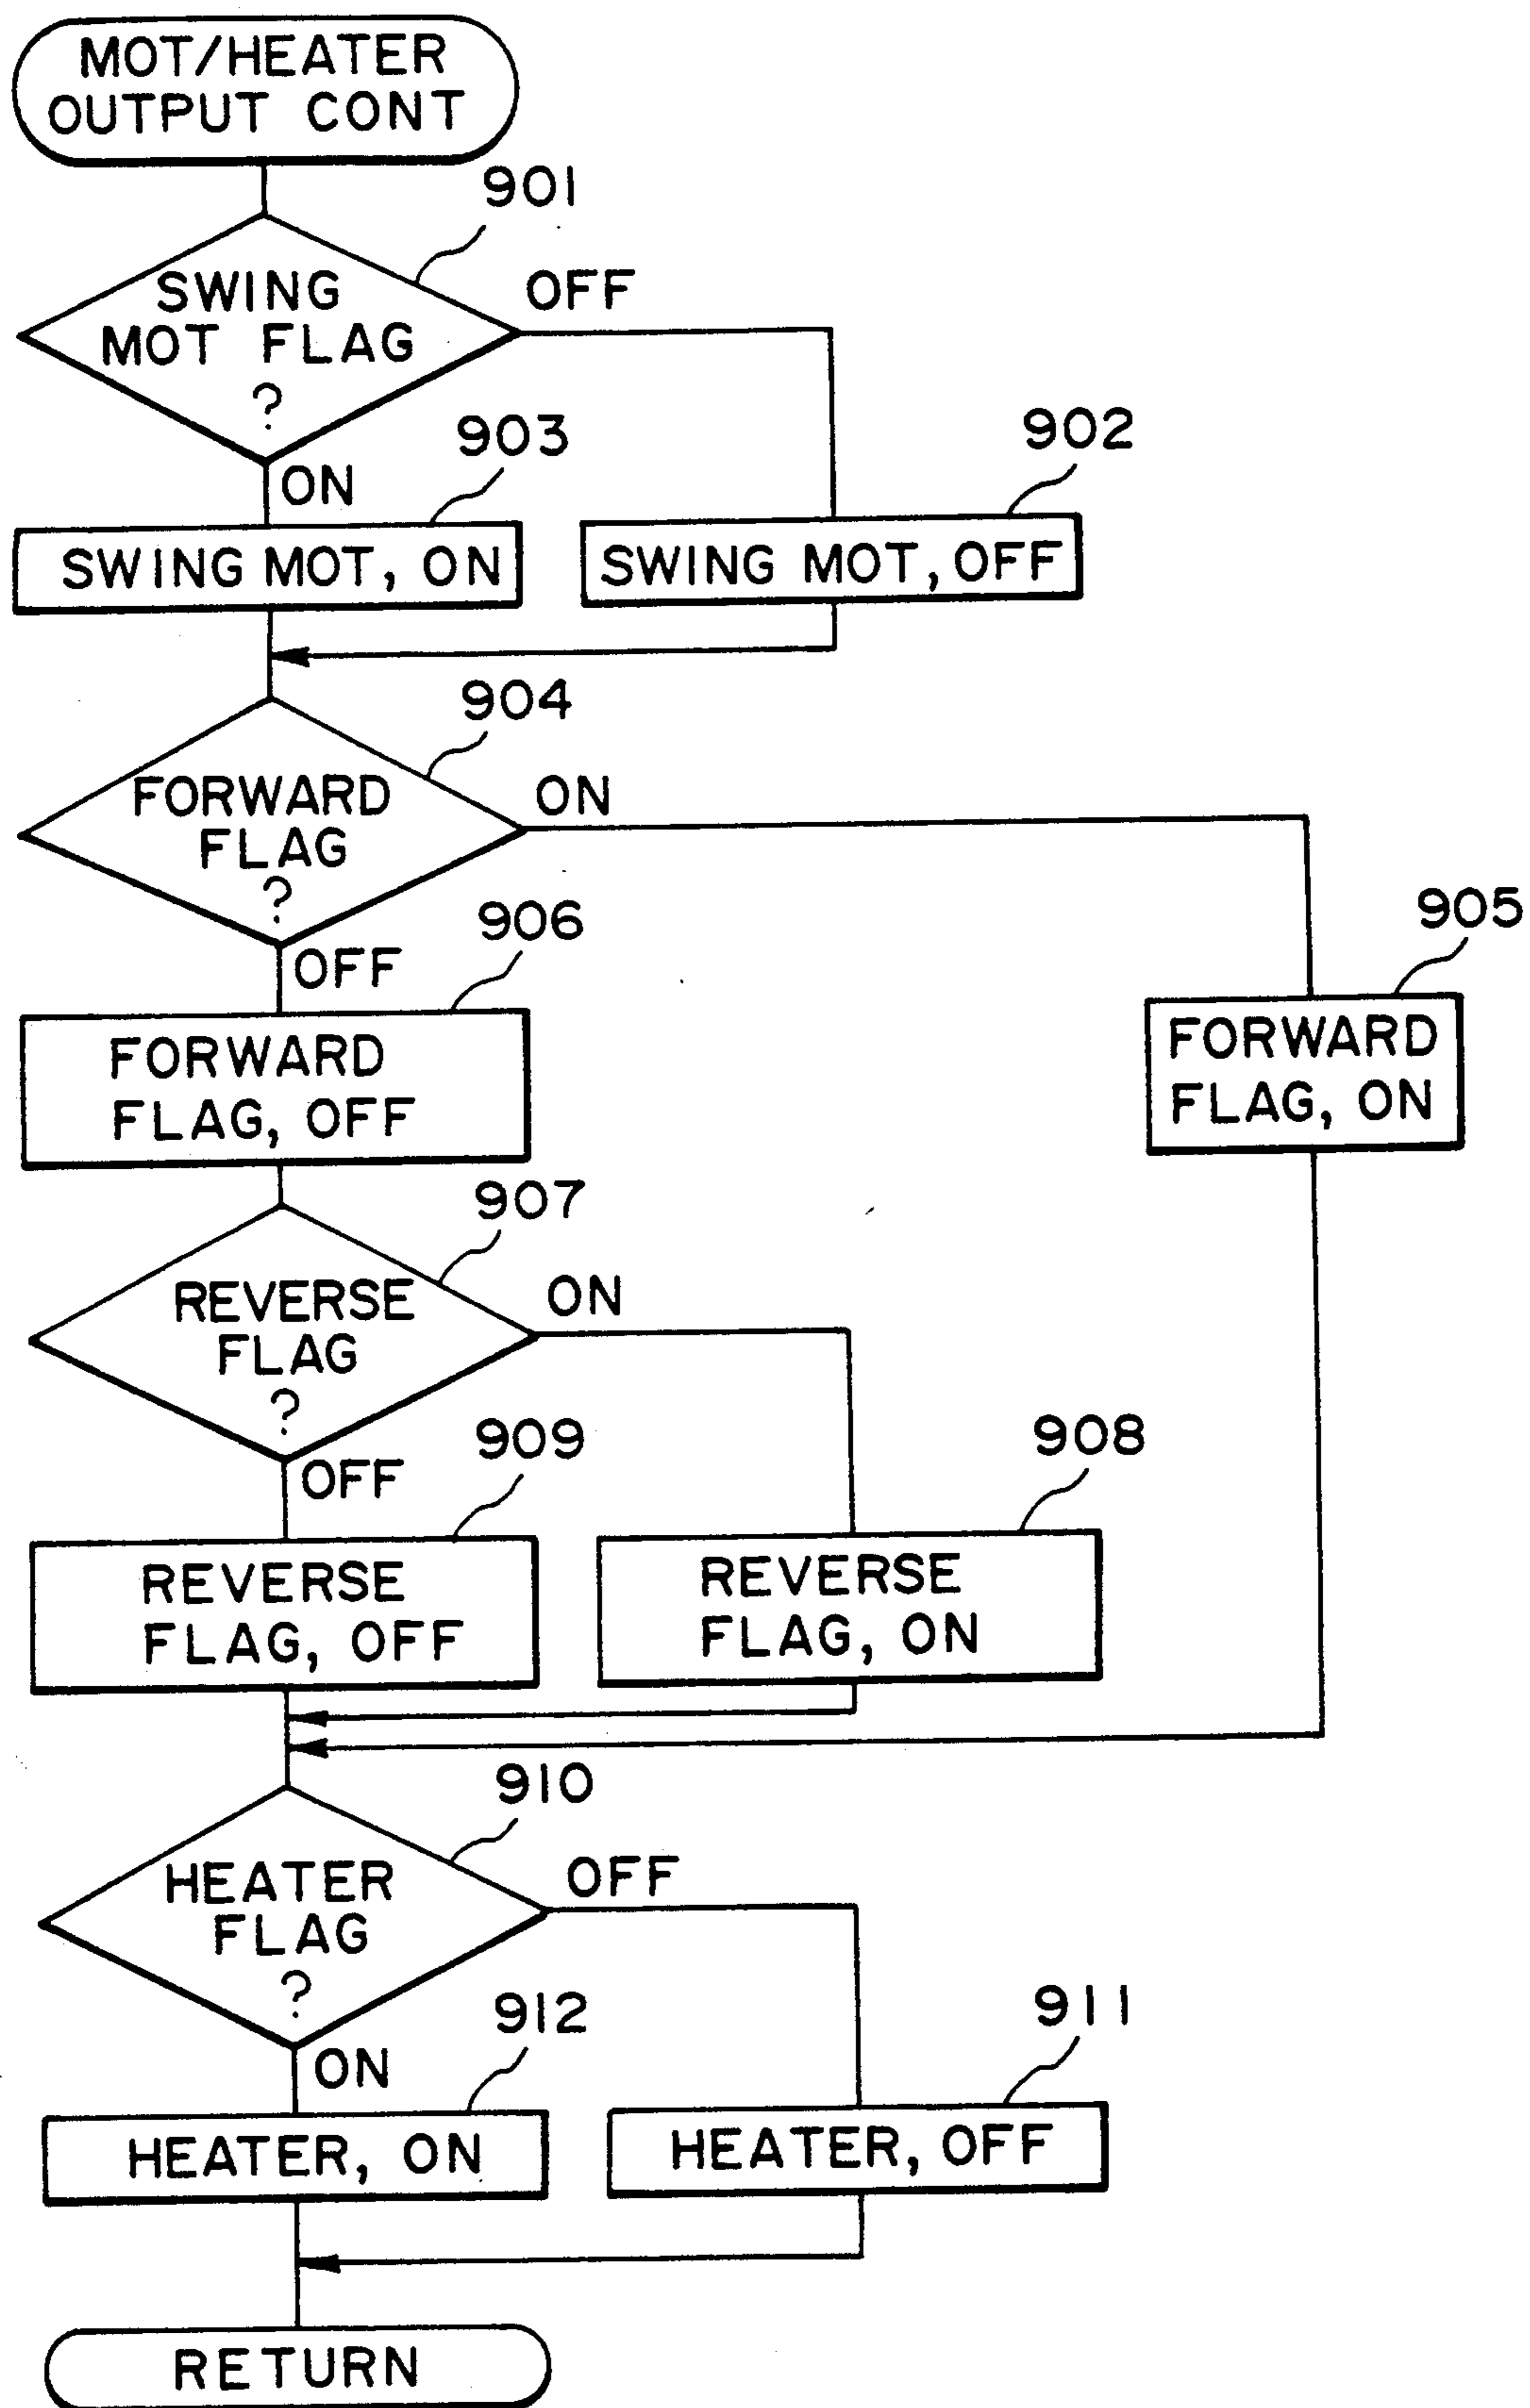 MOT/HEATER
OUTPUT CONT
901
SWING
MOT FLAG
?
OFF
ON
903
902
SWING MOT, ON
SWING MOT, OFF
904
FORWARD
FLAG
?
ON
OFF
906
905
FORWARD
FLAG, OFF
FORWARD
FLAG, ON
907
REVERSE
FLAG
?
ON
OFF
909
908
REVERSE
FLAG, OFF
REVERSE
FLAG, ON
910
HEATER
FLAG
?
OFF
ON
912
911
HEATER, ON
HEATER, OFF
RETURN